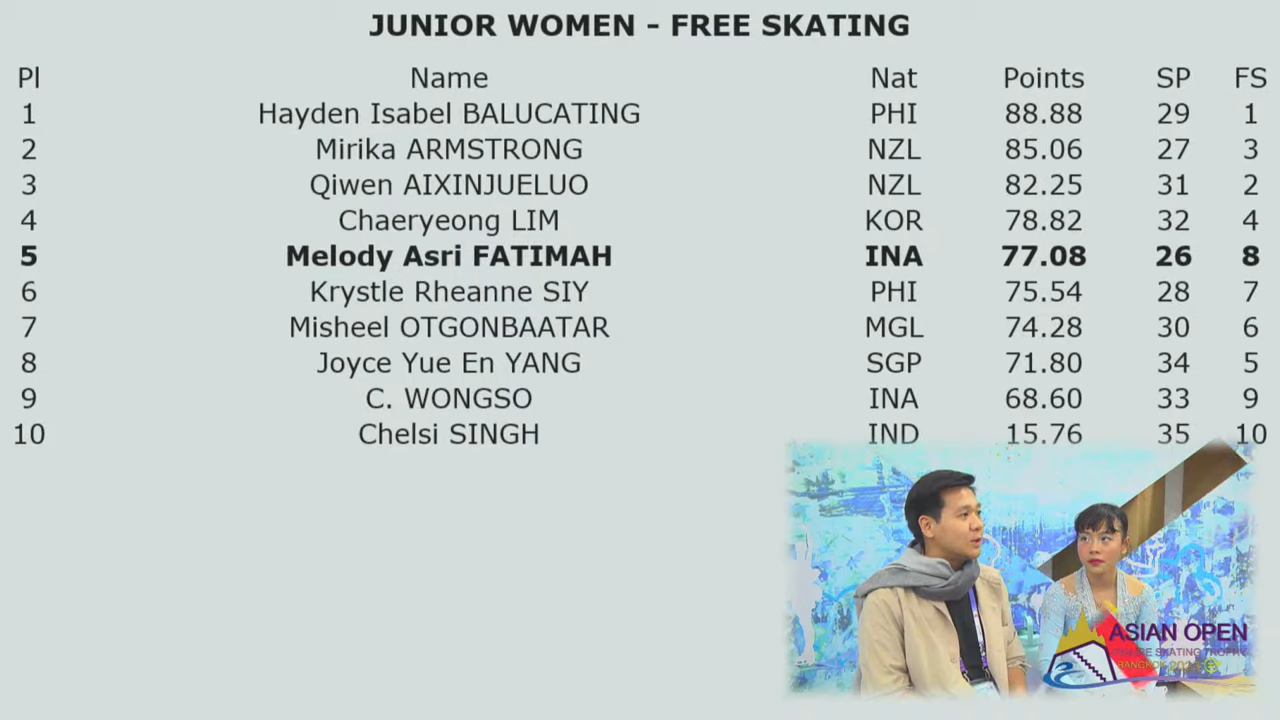 JUNIOR WOMEN - FREE SKATING
Pl Name Nat Points SP FS
1 Hayden Isabel BALUCATING PHI 88.88 29 1
2 Mirika ARMSTRONG NZL 85.06 27 3
3 Qiwen AIXINJUELUO NZL 82.25 31 2
4 Chaeryeong LIM KOR 78.82 32 4
5 Melody Asri FATIMAH INA 77.08 26 8
6 Krystle Rheanne SIY PHI 75.54 28 7
7 Misheel OTGONBAATAR MGL 74.28 30 6
8 Joyce Yue En YANG SGP 71.80 34 5
9 C. WONGSO INA 68.60 33 9
10 Chelsi SINGH IND 15.76 35 10
ASIAN OPEN
FIGURE SKATING TROPHY
BANGKOK